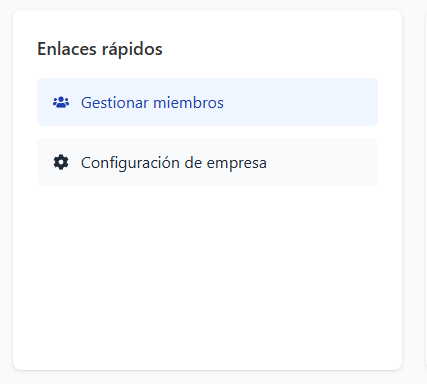 Enlaces rápidos
Gestionar miembros
Configuración de empresa